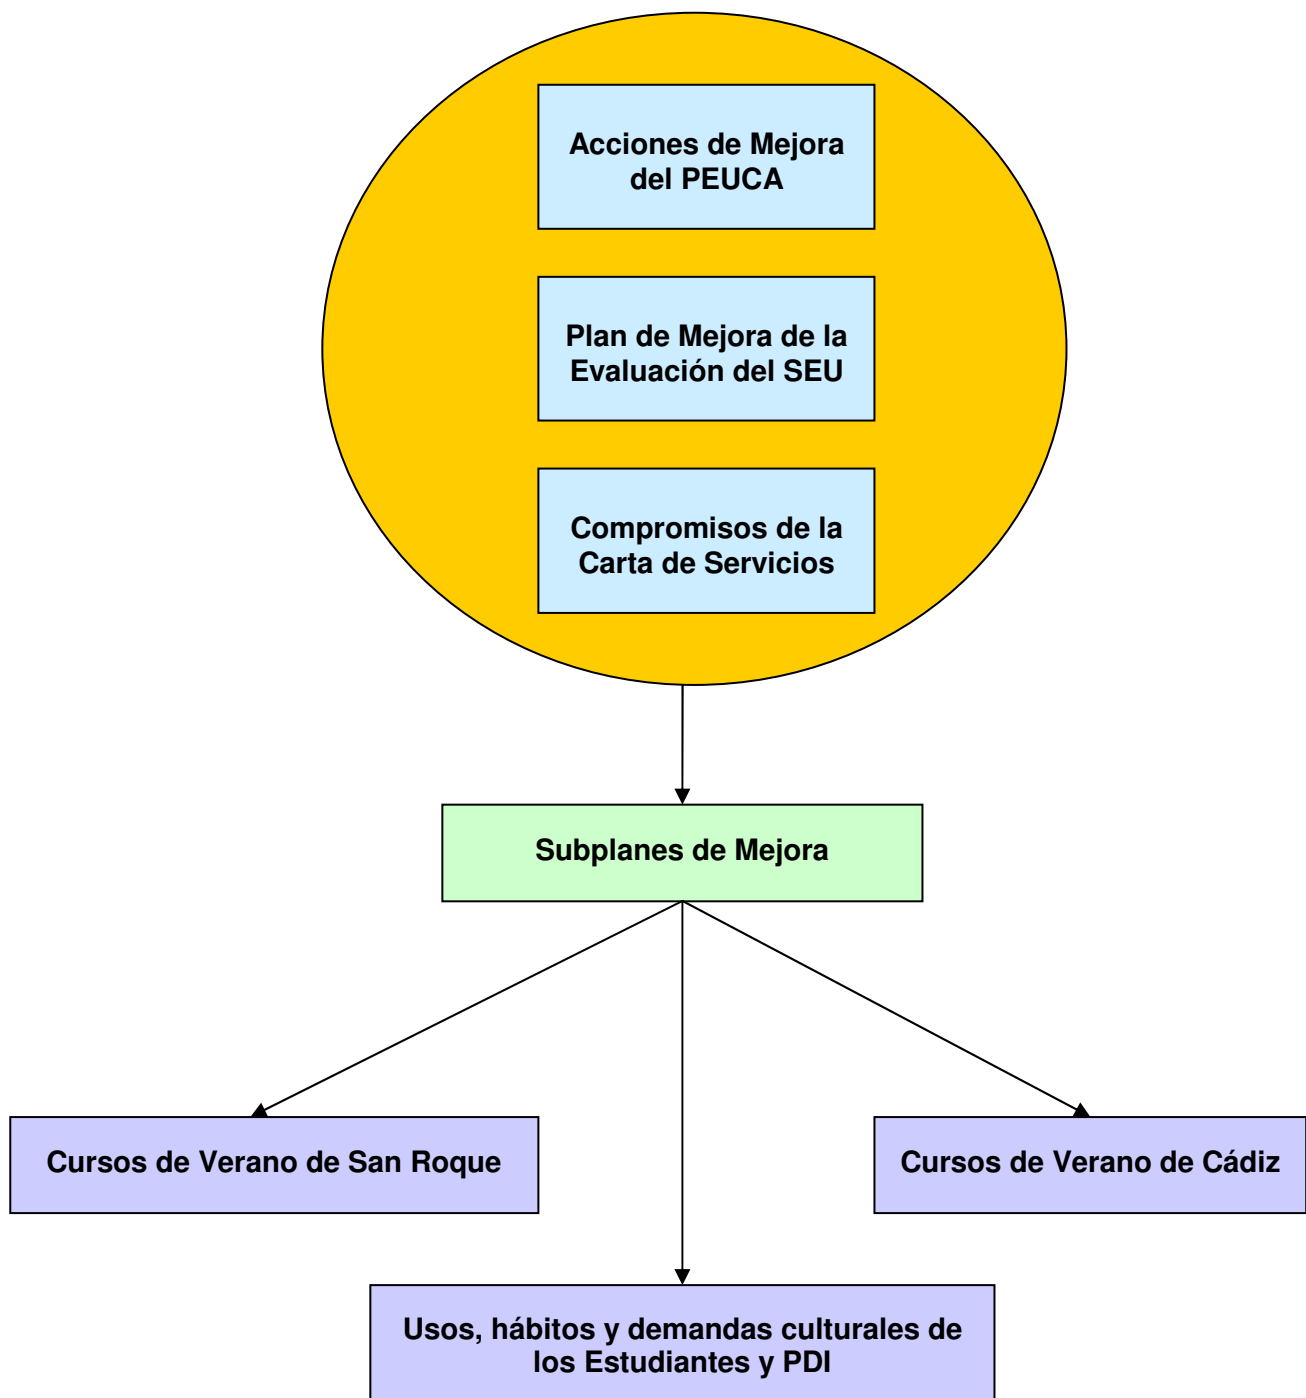 Acciones de Mejora
del PEUCA
Plan de Mejora de la
Evaluación del SEU
Compromisos de la
Carta de Servicios
Subplanes de Mejora
Cursos de Verano de San Roque
Cursos de Verano de Cádiz
Usos, hábitos y demandas culturales de
los Estudiantes y PDI